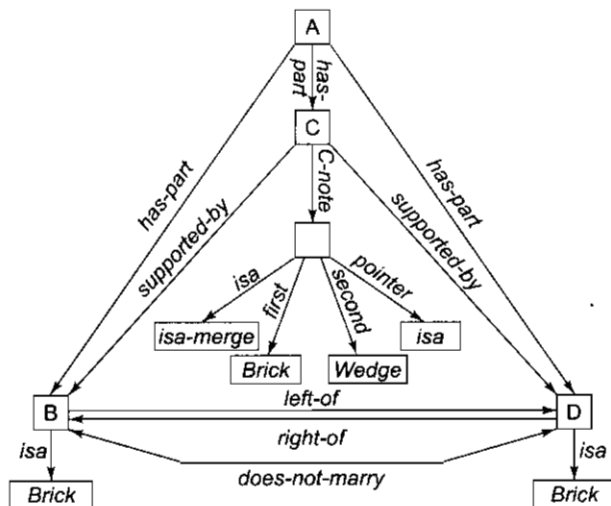 A
has-part
has-part
has-part
C
C-note
supported-by
supported-by
isa
first
second
pointer
isa-merge
isa
Brick
Wedge
B
left-of
D
right-of
isa
isa
does-not-marry
Brick
Brick